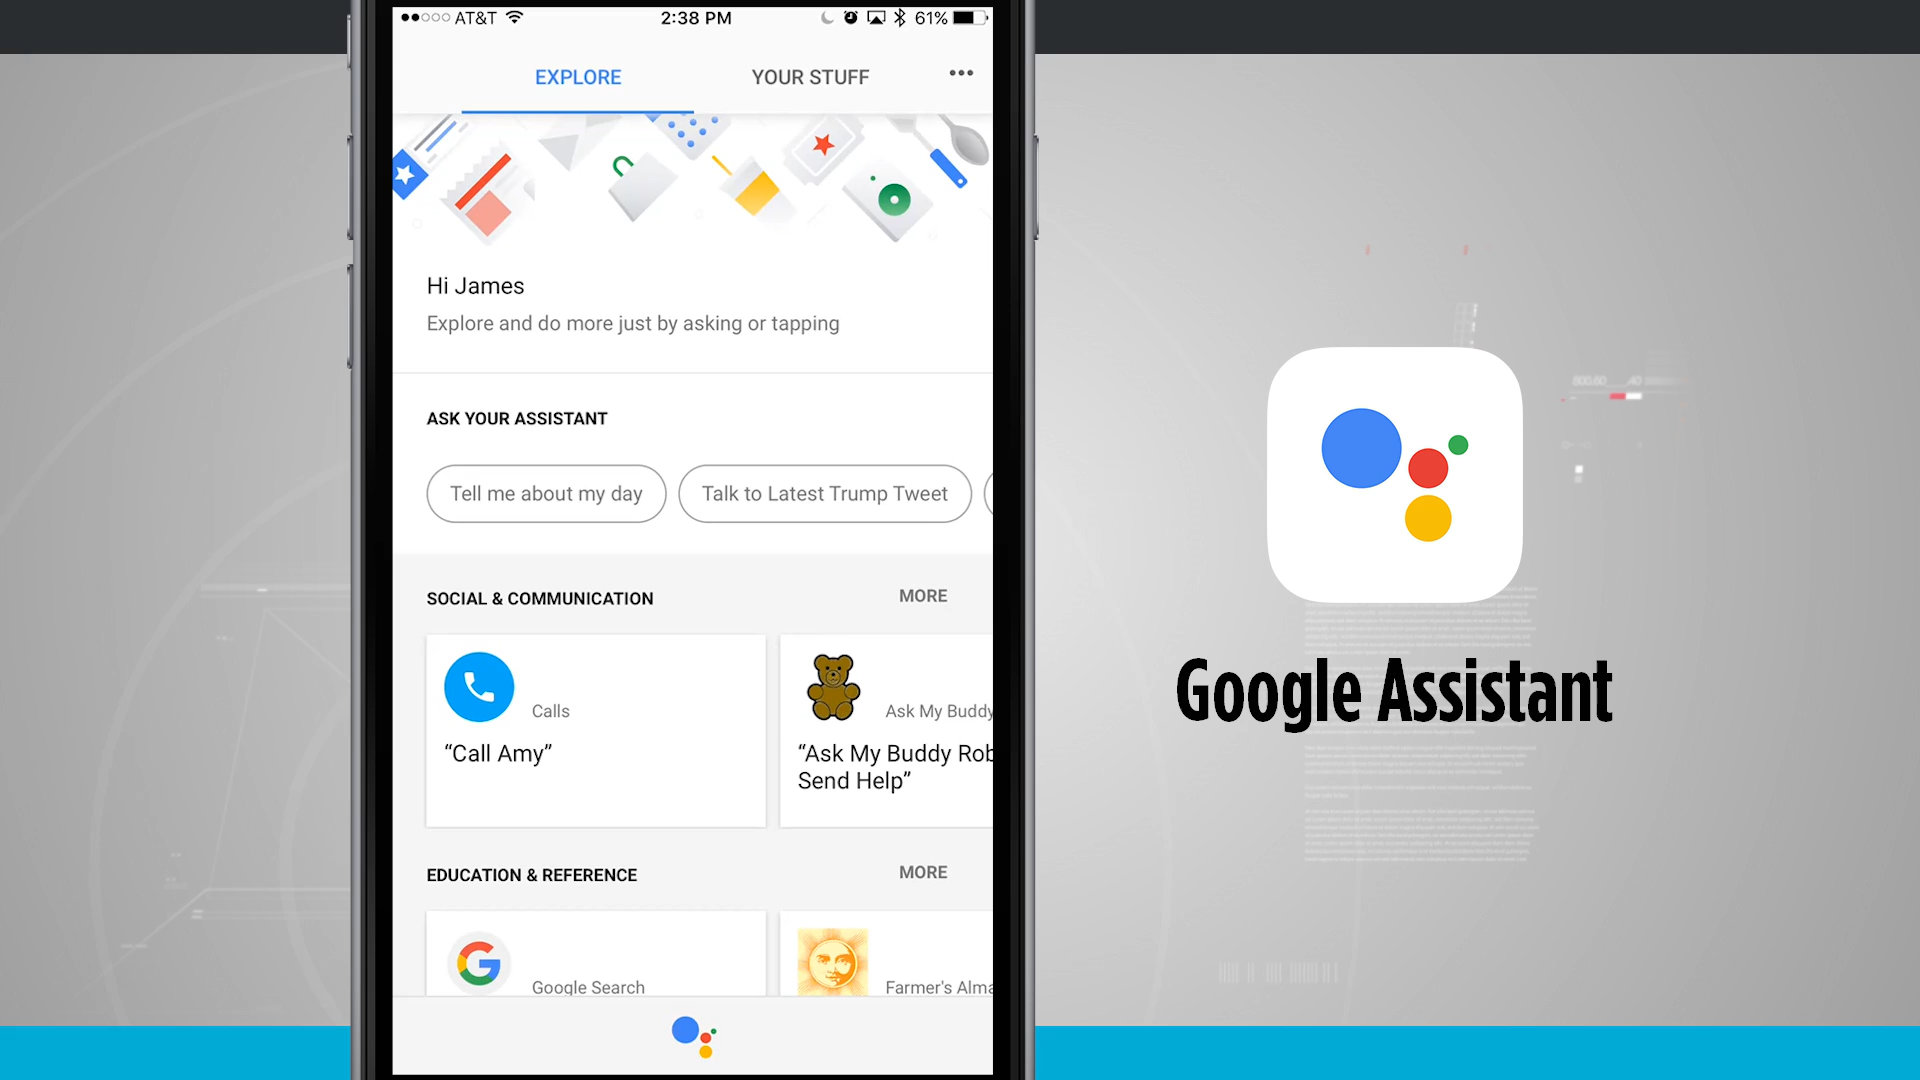 AT&T 2:38 PM 61%
EXPLORE YOUR STUFF
Hi James
Explore and do more just by asking or tapping
ASK YOUR ASSISTANT
Tell me about my day Talk to Latest Trump Tweet
SOCIAL & COMMUNICATION MORE
Calls
“Call Amy”
Ask My Buddy
“Ask My Buddy Rob
Send Help”
EDUCATION & REFERENCE MORE
Google Search
Farmer's Alma
Google Assistant